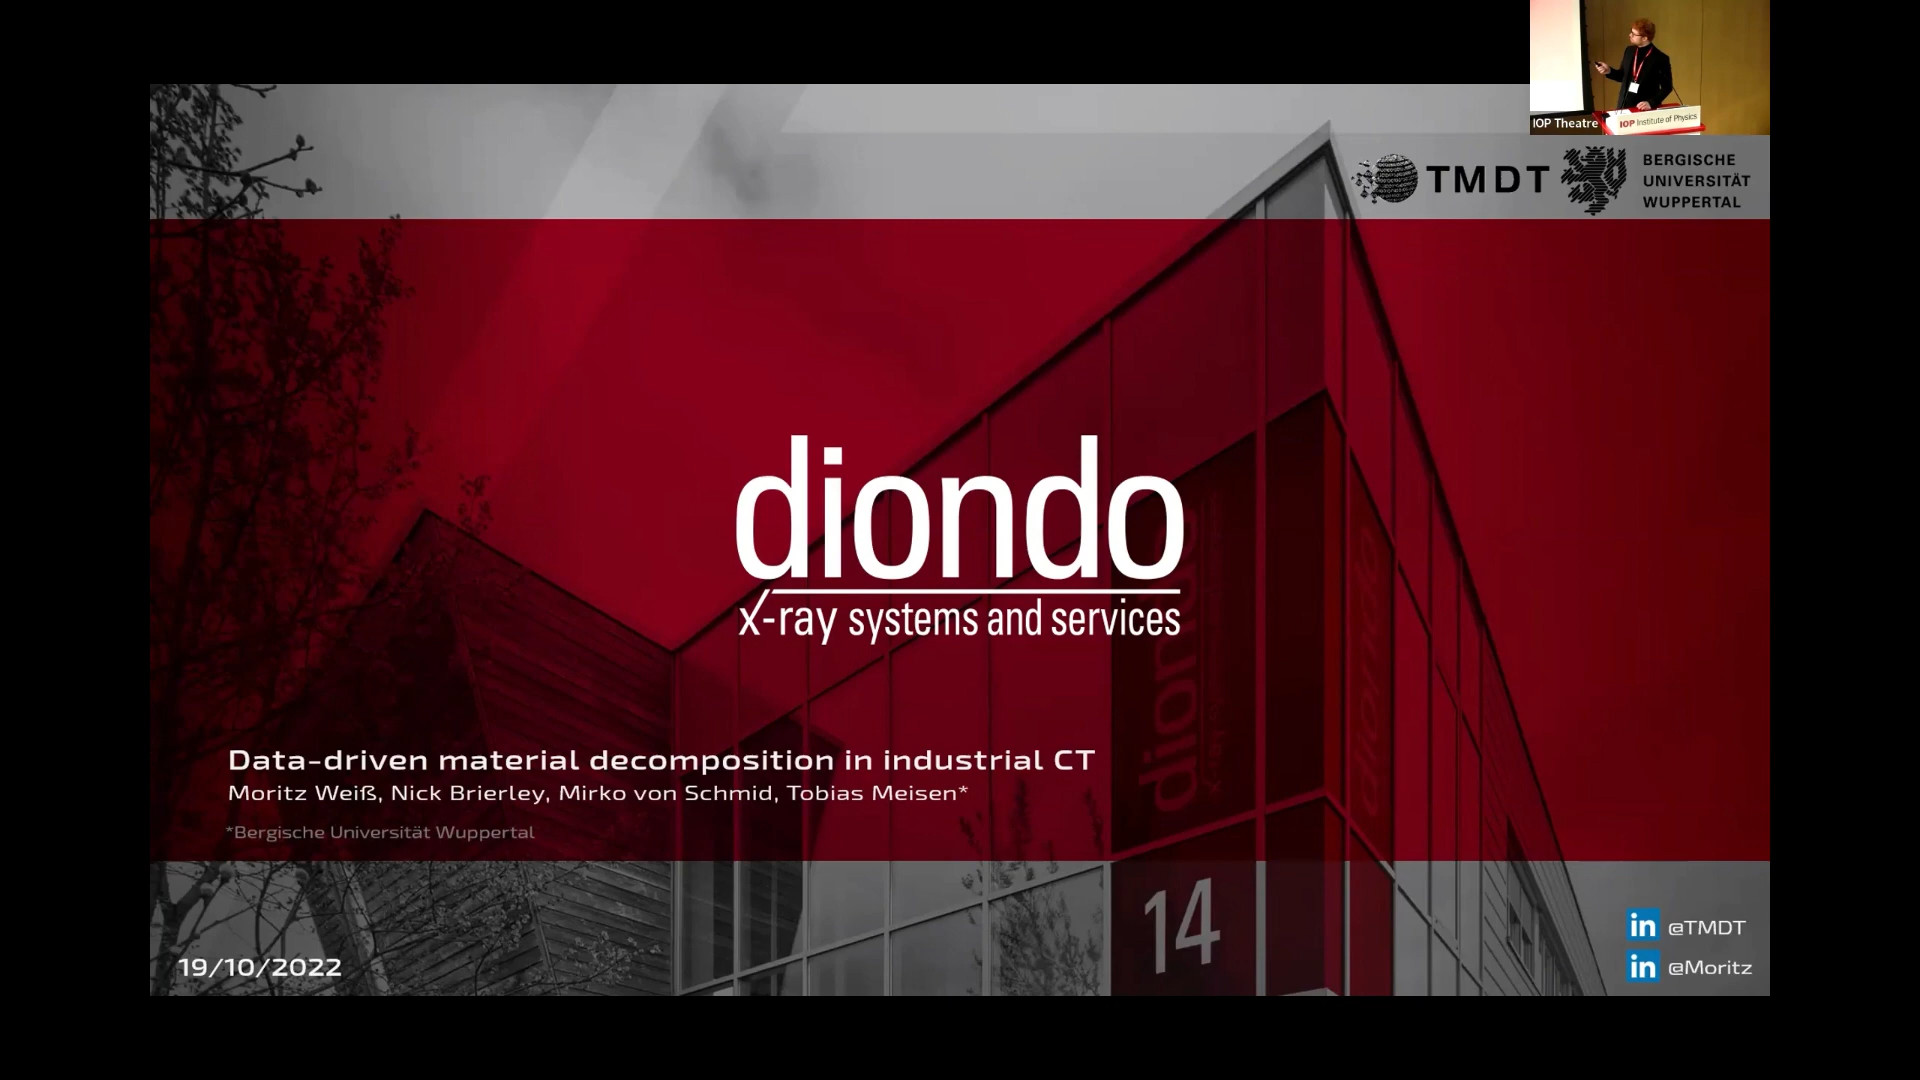 IOP Theatre
IOP Institute of Physics
TMDT
BERGISCHE
UNIVERSITÄT
WUPPERTAL
diondo
x-ray systems and services
diondo
diondo
Data-driven material decomposition in industrial CT
Moritz Weiß, Nick Brierley, Mirko von Schmid, Tobias Meisen*
*Bergische Universität Wuppertal
14
19/10/2022
in @TMDT
in @Moritz